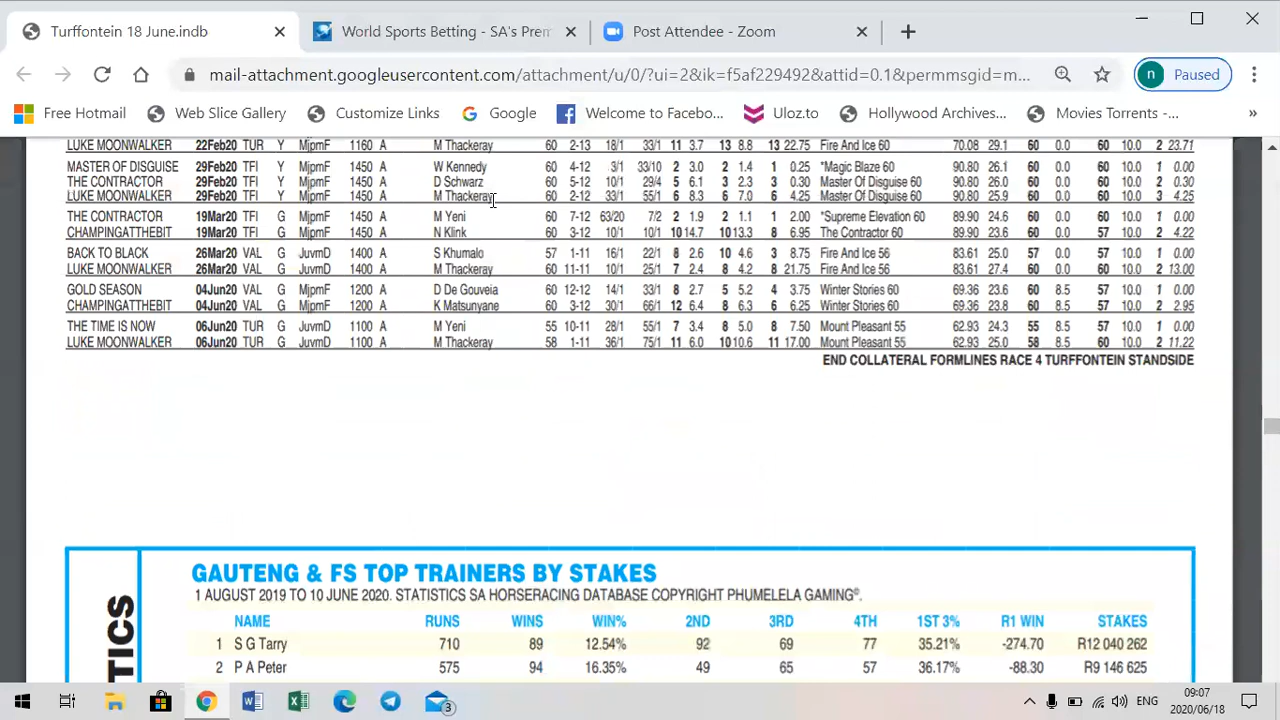 Turffontein 18 June.indb
World Sports Betting - SA's Prem
Post Attendee - Zoom
mail-attachment.googleusercontent.com/attachment/u/0/?ui=2&ik=f5af229492&attid=0.1&permmsgid=m...
n Paused
Free Hotmail Web Slice Gallery Customize Links Google Welcome to Facebo... Uloz.to Hollywood Archives... Movies Torrents -... »
LUKE MOONWALKER 22Feb20 TUR Y MjpmF 1160 A M Thackeray 60 2-13 18/1 33/1 11 3.7 13 8.8 13 22.75 Fire And Ice 60 70.08 29.1 60 0.0 60 10.0 2 23.71
MASTER OF DISGUISE 29Feb20 TFI Y MjpmF 1450 A W Kennedy 60 4-12 3/1 33/10 2 3.0 2 1.4 1 0.25 *Magic Blaze 60 90.80 26.1 60 0.0 60 10.0 1 0.00
THE CONTRACTOR 29Feb20 TFI Y MjpmF 1450 A D Schwarz 60 5-12 10/1 29/4 5 6.1 3 2.3 3 0.30 Master Of Disguise 60 90.80 26.0 60 0.0 60 10.0 2 0.30
LUKE MOONWALKER 29Feb20 TFI Y MjpmF 1450 A M Thackeray 60 2-12 33/1 55/1 6 8.3 6 7.0 6 4.25 Master Of Disguise 60 90.80 25.9 60 0.0 60 10.0 3 4.25
THE CONTRACTOR 19Mar20 TFI G MjpmF 1450 A M Yeni 60 7-12 63/20 7/2 2 1.9 2 1.1 1 2.00 *Supreme Elevation 60 89.90 24.6 60 0.0 60 10.0 1 0.00
CHAMPINGATTHEBIT 19Mar20 TFI G MjpmF 1450 A N Klink 60 3-12 10/1 10/1 10 14.7 10 13.3 8 6.95 The Contractor 60 89.90 23.6 60 0.0 57 10.0 2 4.22
BACK TO BLACK 26Mar20 VAL G JuvmD 1400 A S Khumalo 57 1-11 16/1 22/1 8 2.6 10 4.6 3 8.75 Fire And Ice 56 83.61 25.0 57 0.0 57 10.0 1 0.00
LUKE MOONWALKER 26Mar20 VAL G JuvmD 1400 A M Thackeray 60 11-11 10/1 25/1 7 2.4 8 4.2 8 21.75 Fire And Ice 56 83.61 27.4 60 0.0 60 10.0 2 13.00
GOLD SEASON 04Jun20 VAL G MjpmF 1200 A D De Gouveia 60 12-12 14/1 33/1 8 2.7 5 5.2 4 3.75 Winter Stories 60 69.36 23.6 60 8.5 57 10.0 1 0.00
CHAMPINGATTHEBIT 04Jun20 VAL G MjpmF 1200 A K Matsunyane 60 3-12 30/1 66/1 12 6.4 8 6.3 6 6.25 Winter Stories 60 69.36 23.8 60 8.5 57 10.0 2 2.95
THE TIME IS NOW 06Jun20 TUR G JuvmD 1100 A M Yeni 55 10-11 28/1 55/1 7 3.4 8 5.0 8 7.50 Mount Pleasant 55 62.93 24.3 55 8.5 57 10.0 1 0.00
LUKE MOONWALKER 06Jun20 TUR G JuvmD 1100 A M Thackeray 58 1-11 36/1 75/1 11 6.0 10 10.6 11 17.00 Mount Pleasant 55 62.93 25.0 58 8.5 60 10.0 2 11.22
END COLLATERAL FORMLINES RACE 4 TURFFONTEIN STANDSIDE
TICS
GAUTENG & FS TOP TRAINERS BY STAKES
1 AUGUST 2019 TO 10 JUNE 2020. STATISTICS SA HORSERACING DATABASE COPYRIGHT PHUMELELA GAMING©.
NAME RUNS WINS WIN% 2ND 3RD 4TH 1ST 3% R1 WIN STAKES
1 S G Tarry 710 89 12.54% 92 69 77 35.21% -274.70 R12 040 262
2 P A Peter 575 94 16.35% 49 65 57 36.17% -88.30 R9 146 625
3
ENG
09:07
2020/06/18